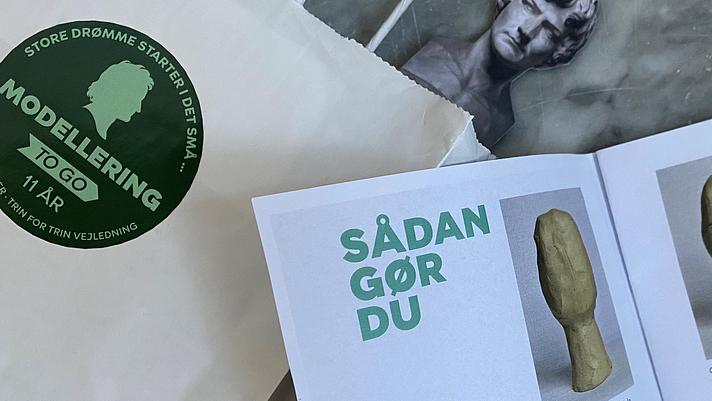 STORE DRØMME STARTER I DET SMÅ ...
MODELLERING
TO GO
11 ÅR
TRIN FOR TRIN VEJLEDNING
SÅDAN
GØR
DU